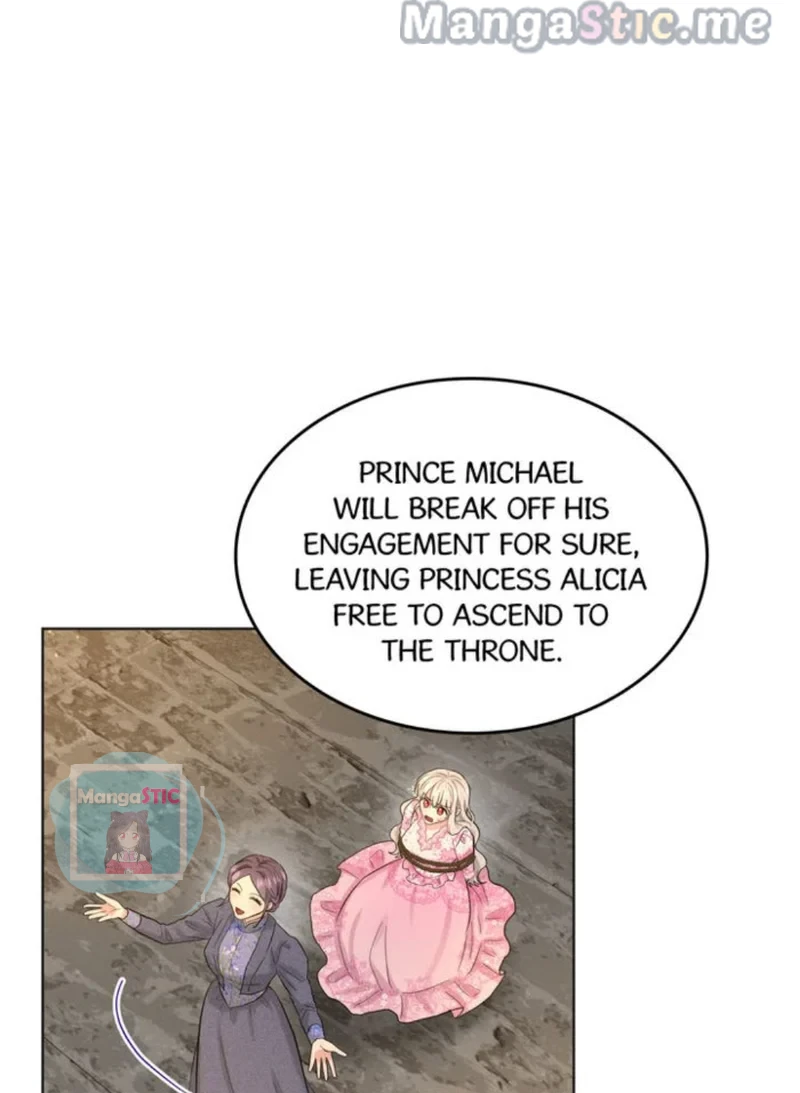 MangaStic.me
PRINCE MICHAEL
WILL BREAK OFF HIS
ENGAGEMENT FOR SURE,
LEAVING PRINCESS ALICIA
FREE TO ASCEND TO
THE THRONE.
MangaSTIC